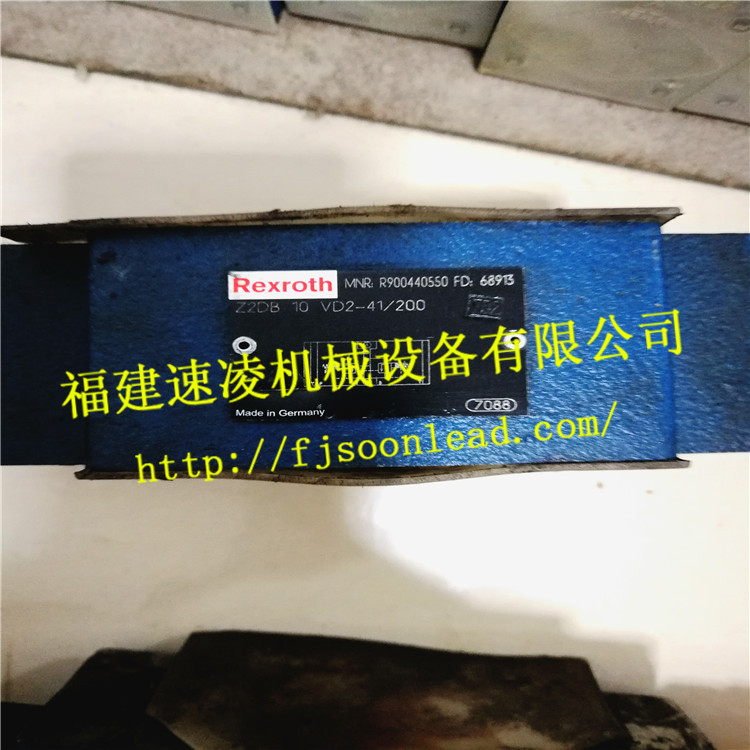 Rexroth MNR: R900440550 FD: 68913
Z2DB 10 VD2-41/200
福建速凌机械设备有限公司
Made in Germany 7088
http://fjsoonlead.com/